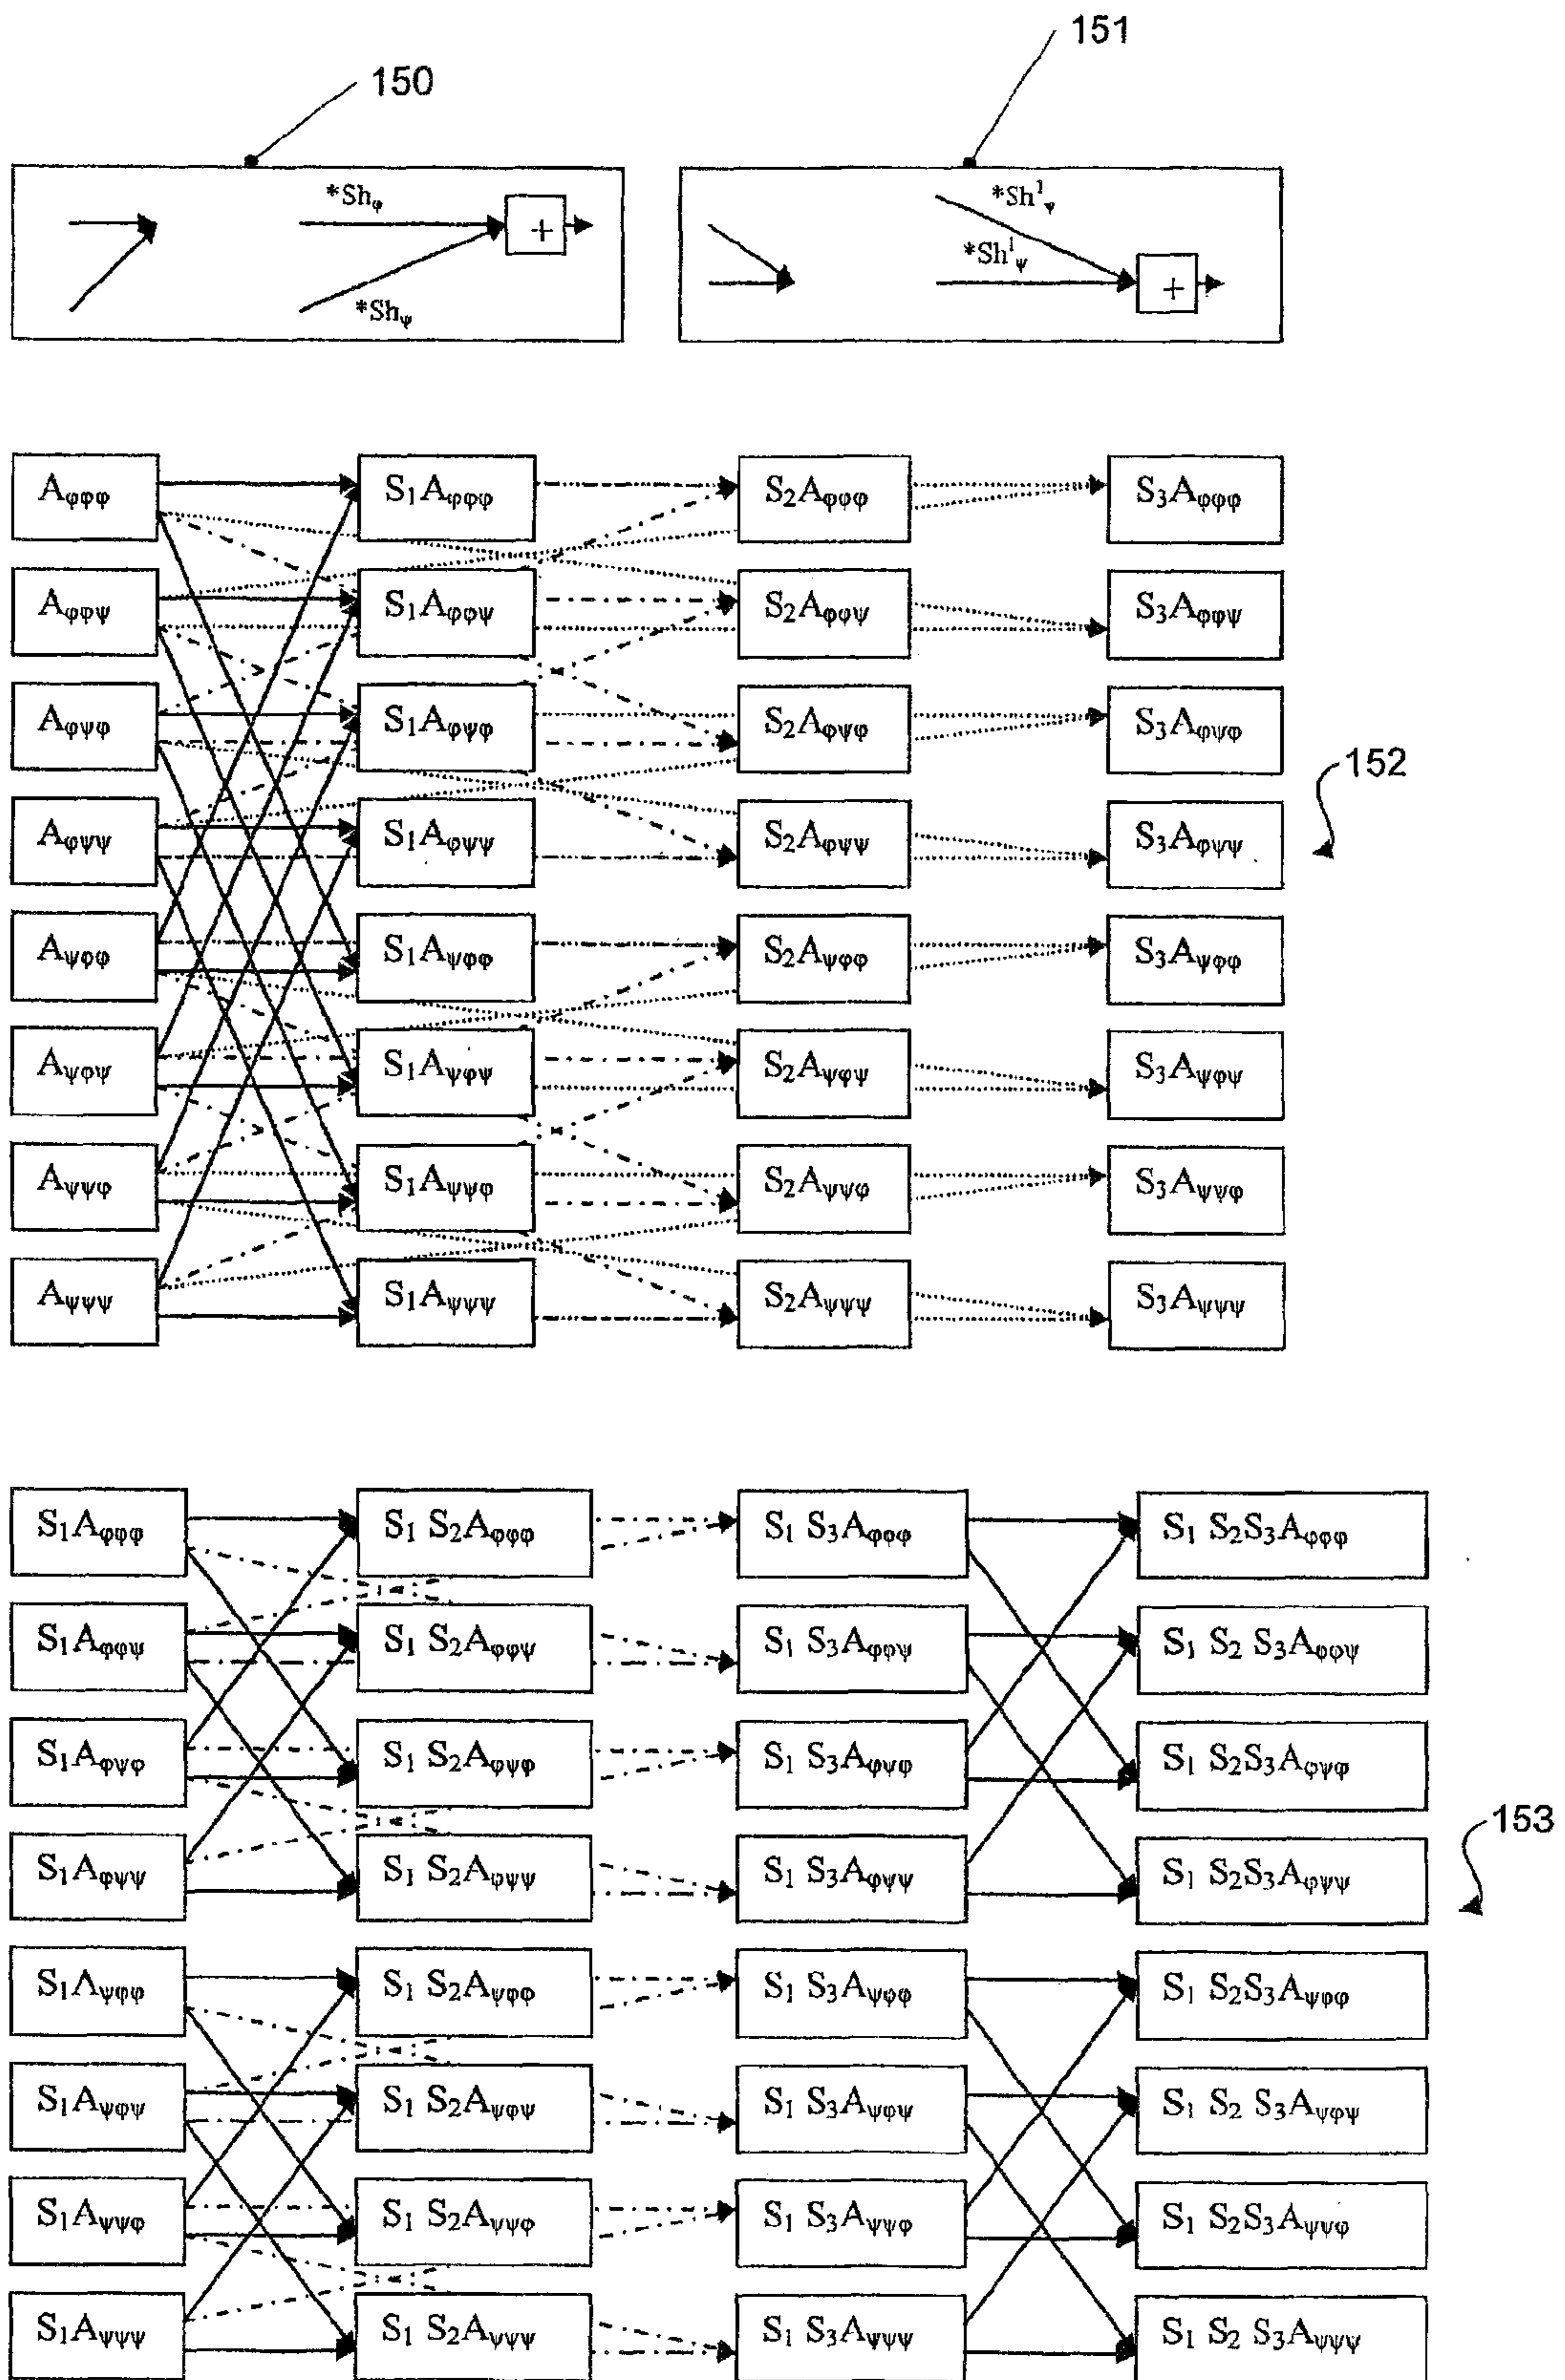 151
150
*Shφ
+
*Shψ
*Sh¹φ
*Sh¹ψ
+
Aφφφ S₁Aφφφ S₂Aφφφ S₃Aφφφ
Aφφψ S₁Aφφψ S₂Aφφψ S₃Aφφψ
Aφψφ S₁Aφψφ S₂Aφψφ S₃Aφψφ
152
Aφψψ S₁Aφψψ S₂Aφψψ S₃Aφψψ
Aψφφ S₁Aψφφ S₂Aψφφ S₃Aψφφ
Aψφψ S₁Aψφψ S₂Aψφψ S₃Aψφψ
Aψψφ S₁Aψψφ S₂Aψψφ S₃Aψψφ
Aψψψ S₁Aψψψ S₂Aψψψ S₃Aψψψ
S₁Aφφφ S₁ S₂Aφφφ S₁ S₃Aφφφ S₁ S₂S₃Aφφφ
S₁Aφφψ S₁ S₂Aφφψ S₁ S₃Aφφψ S₁ S₂ S₃Aφφψ
S₁Aφψφ S₁ S₂Aφψφ S₁ S₃Aφψφ S₁ S₂S₃Aφψφ
153
S₁Aφψψ S₁ S₂Aφψψ S₁ S₃Aφψψ S₁ S₂S₃Aφψψ
S₁Aψφφ S₁ S₂Aψφφ S₁ S₃Aψφφ S₁ S₂S₃Aψφφ
S₁Aψφψ S₁ S₂Aψφψ S₁ S₃Aψφψ S₁ S₂ S₃Aψφψ
S₁Aψψφ S₁ S₂Aψψφ S₁ S₃Aψψφ S₁ S₂S₃Aψψφ
S₁Aψψψ S₁ S₂Aψψψ S₁ S₃Aψψψ S₁ S₂ S₃Aψψψ